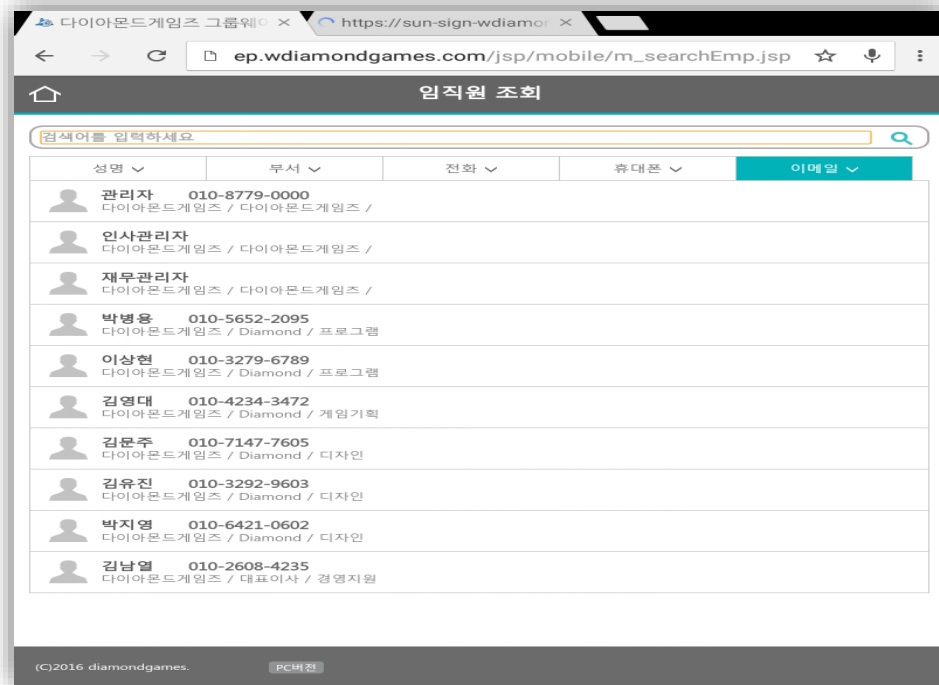 다이아몬드게임즈 그룹웨
https://sun-sign-wdiamon
ep.wdiamondgames.com/jsp/mobile/m_searchEmp.jsp
임직원 조회
검색어를 입력하세요
성명 부서 전화 휴대폰 이메일
관리자 010-8779-0000
다이아몬드게임즈 / 다이아몬드게임즈 /
인사관리자
다이아몬드게임즈 / 다이아몬드게임즈 /
재무관리자
다이아몬드게임즈 / 다이아몬드게임즈 /
박병용 010-5652-2095
다이아몬드게임즈 / Diamond / 프로그램
이상현 010-3279-6789
다이아몬드게임즈 / Diamond / 프로그램
김영대 010-4234-3472
다이아몬드게임즈 / Diamond / 게임기획
김문주 010-7147-7605
다이아몬드게임즈 / Diamond / 디자인
김유진 010-3292-9603
다이아몬드게임즈 / Diamond / 디자인
박지영 010-6421-0602
다이아몬드게임즈 / Diamond / 디자인
김남열 010-2608-4235
다이아몬드게임즈 / 대표이사 / 경영지원
(C)2016 diamondgames. PC버전